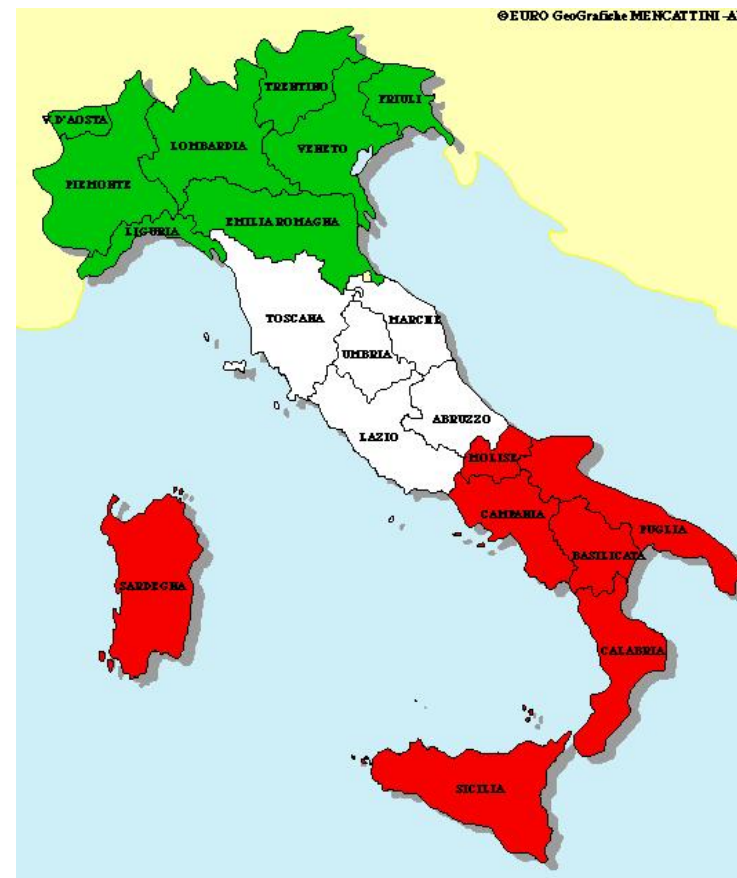 ©EURO GeoGrafiche MENCATTINI -A
TRENTINO
FRIULI
V.D'AOSTA
LOMBARDIA
VENETO
PIEMONTE
EMILIA ROMAGNA
LIGURIA
TOSCANA
MARCHE
UMBRIA
ABRUZZO
LAZIO
MOLISE
CAMPANIA
PUGLIA
BASILICATA
SARDEGNA
CALABRIA
SICILIA